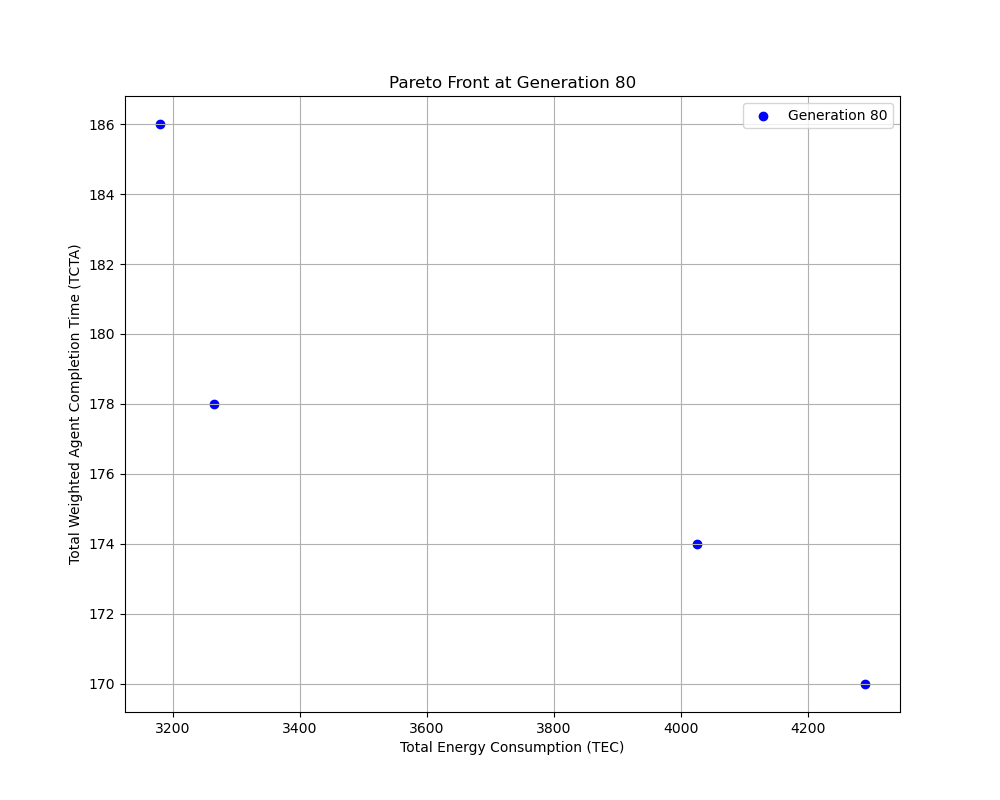 Pareto Front at Generation 80
Generation 80
186
184
182
180
178
176
174
172
170
Total Weighted Agent Completion Time (TCTA)
3200 3400 3600 3800 4000 4200
Total Energy Consumption (TEC)